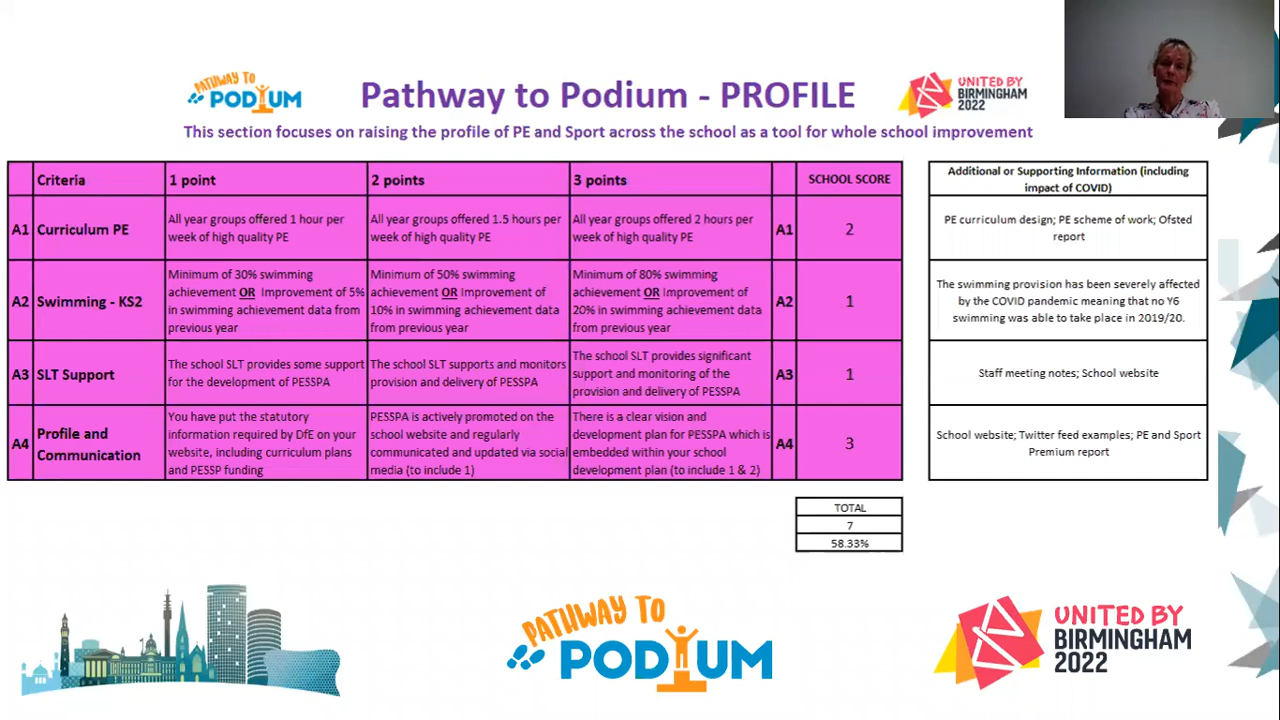 PATHWAY TO
PODIUM
Pathway to Podium - PROFILE
UNITED BY
BIRMINGHAM
2022
This section focuses on raising the profile of PE and Sport across the school as a tool for whole school improvement
Criteria
1 point
2 points
3 points
SCHOOL SCORE
Additional or Supporting Information (including
impact of COVID)
A1
Curriculum PE
All year groups offered 1 hour per
week of high quality PE
All year groups offered 1.5 hours per
week of high quality PE
All year groups offered 2 hours per
week of high quality PE
A1
2
PE curriculum design; PE scheme of work; Ofsted
report
A2
Swimming - KS2
Minimum of 30% swimming
achievement OR Improvement of 5%
in swimming achievement data from
previous year
Minimum of 50% swimming
achievement OR Improvement of
10% in swimming achievement data
from previous year
Minimum of 80% swimming
achievement OR Improvement of
20% in swimming achievement data
from previous year
A2
1
The swimming provision has been severely affected
by the COVID pandemic meaning that no Y6
swimming was able to take place in 2019/20.
A3
SLT Support
The school SLT provides some support
for the development of PESSPA
The school SLT supports and monitors
provision and delivery of PESSPA
The school SLT provides significant
support and monitoring of the
provision and delivery of PESSPA
A3
1
Staff meeting notes; School website
A4
Profile and
Communication
You have put the statutory
information required by DfE on your
website, including curriculum plans
and PESSP funding
PESSPA is actively promoted on the
school website and regularly
communicated and updated via social
media (to include 1)
There is a clear vision and
development plan for PESSPA which is
embedded within your school
development plan (to include 1 & 2)
A4
3
School website; Twitter feed examples; PE and Sport
Premium report
TOTAL
7
58.33%
PATHWAY TO
PODIUM
UNITED BY
BIRMINGHAM
2022